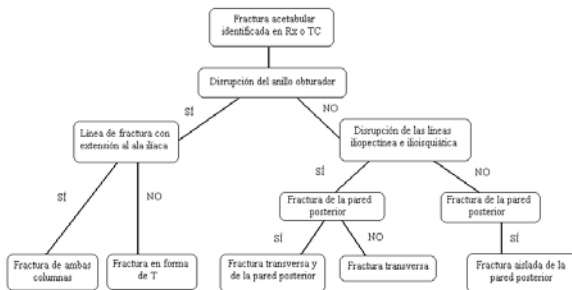 Fractura acetabular
identificada en Rx o TC
Disrupción del anillo obturador
SÍ
NO
Línea de fractura con
extensión al ala ilíaca
Disrupción de las líneas
iliopectínea e ilioisquiática
SÍ
NO
SÍ
NO
Fractura de la pared
posterior
Fractura de la pared
posterior
SÍ
NO
SÍ
Fractura de ambas
columnas
Fractura en forma
de T
Fractura transversa y
de la pared posterior
Fractura transversa
Fractura aislada de la
pared posterior